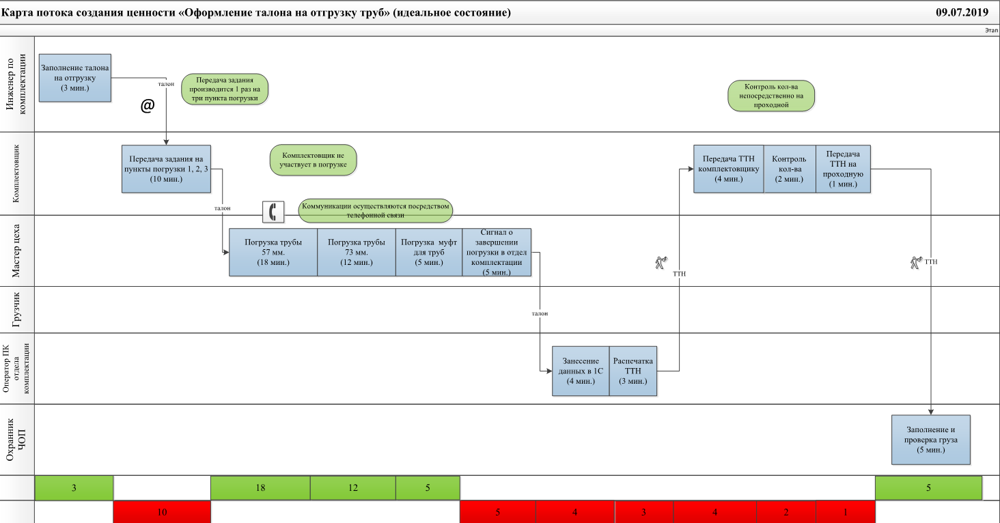 Карта потока создания ценности «Оформление талона на отгрузку труб» (идеальное состояние)
09.07.2019
Этап
Инженер по
комплектации
Заполнение талона
на отгрузку
(3 мин.)
талон
@
Передача задания
производится 1 раз на
три пункта погрузки
Контроль кол-ва
непосредственно на
проходной
Комплектовщик
Передача задания на
пункты погрузки 1, 2, 3
(10 мин.)
талон
Комплектовщик не
участвует в погрузке
Коммуникации осуществляются посредством
телефонной связи
Передача ТТН
комплектовщику
(4 мин.)
Контроль
кол-ва
(2 мин.)
Передача
ТТН на
проходную
(1 мин.)
Мастер цеха
Погрузка трубы
57 мм.
(18 мин.)
Погрузка трубы
73 мм.
(12 мин.)
Погрузка муфт
для труб
(5 мин.)
Сигнал о
завершении
погрузки в отдел
комплектации
(5 мин.)
ТТН
ТТН
Грузчик
талон
Оператор ПК
отдела
комплектации
Занесение
данных в 1С
(4 мин.)
Распечатка
ТТН
(3 мин.)
Охранник
ЧОП
Заполнение и
проверка груза
(5 мин.)
3
18
12
5
5
10
5
4
3
4
2
1